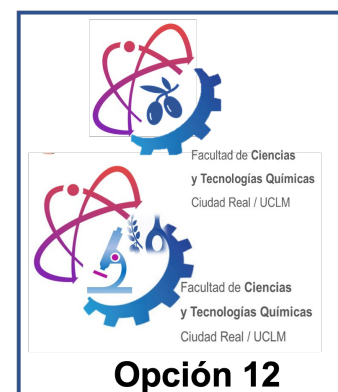 Facultad de Ciencias
y Tecnologías Químicas
Ciudad Real / UCLM
Facultad de Ciencias
y Tecnologías Químicas
Ciudad Real / UCLM
Opción 12